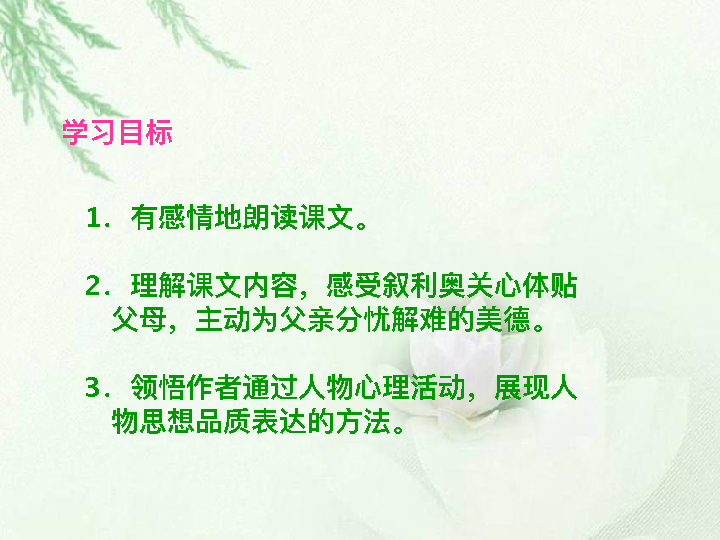 学习目标
1．有感情地朗读课文。
2．理解课文内容，感受叙利奥关心体贴
父母，主动为父亲分忧解难的美德。
3．领悟作者通过人物心理活动，展现人
物思想品质表达的方法。